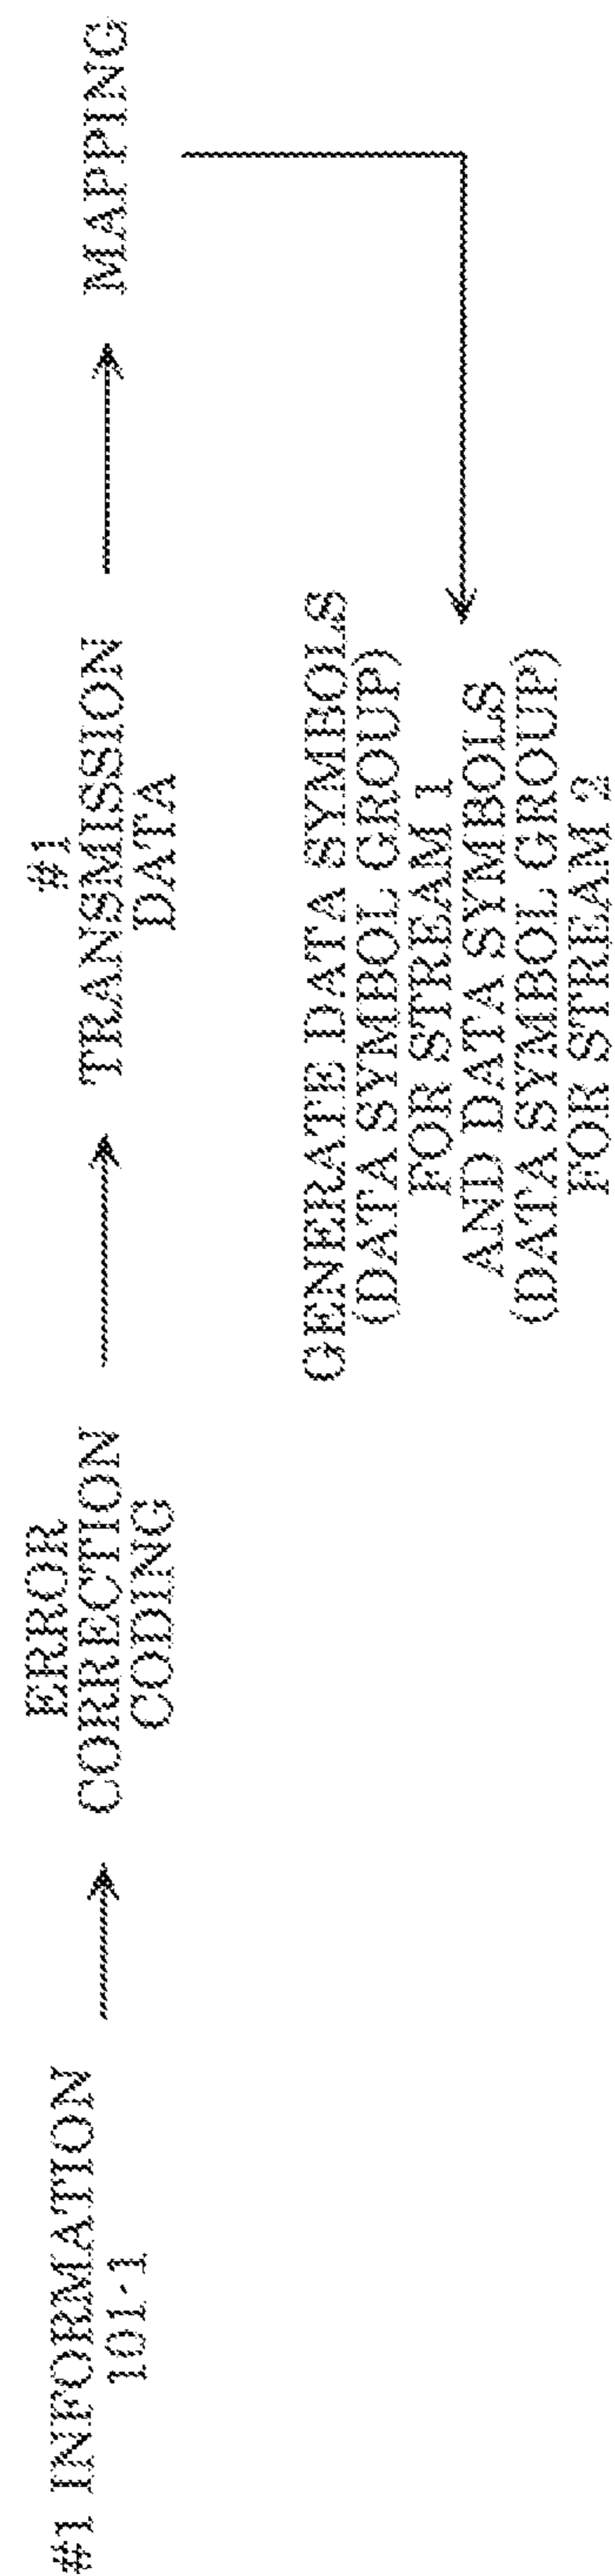 #1 INFORMATION
101-1
ERROR
CORRECTION
CODING
#1
TRANSMISSION
DATA
MAPPING
GENERATE DATA SYMBOLS
(DATA SYMBOL GROUP)
FOR STREAM 1
AND DATA SYMBOLS
(DATA SYMBOL GROUP)
FOR STREAM 2